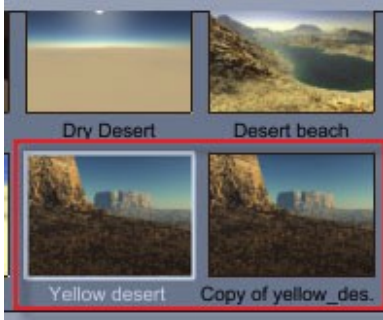 Dry Desert
Desert beach
Yellow desert
Copy of yellow_des.